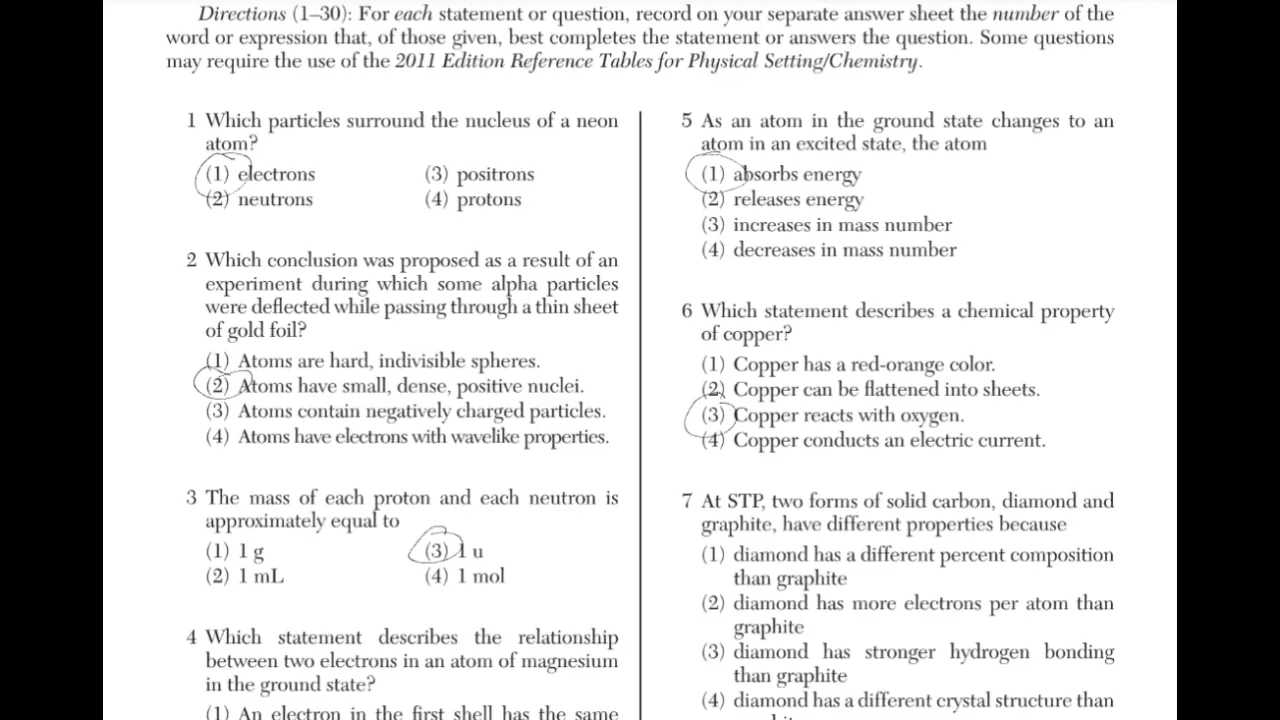 Directions (1–30): For each statement or question, record on your separate answer sheet the number of the
word or expression that, of those given, best completes the statement or answers the question. Some questions
may require the use of the 2011 Edition Reference Tables for Physical Setting/Chemistry.
1 Which particles surround the nucleus of a neon
atom?
(1) electrons (3) positrons
(2) neutrons (4) protons
2 Which conclusion was proposed as a result of an
experiment during which some alpha particles
were deflected while passing through a thin sheet
of gold foil?
(1) Atoms are hard, indivisible spheres.
(2) Atoms have small, dense, positive nuclei.
(3) Atoms contain negatively charged particles.
(4) Atoms have electrons with wavelike properties.
3 The mass of each proton and each neutron is
approximately equal to
(1) 1 g (3) 1 u
(2) 1 mL (4) 1 mol
4 Which statement describes the relationship
between two electrons in an atom of magnesium
in the ground state?
(1) An electron in the first shell has the same
5 As an atom in the ground state changes to an
atom in an excited state, the atom
(1) absorbs energy
(2) releases energy
(3) increases in mass number
(4) decreases in mass number
6 Which statement describes a chemical property
of copper?
(1) Copper has a red-orange color.
(2) Copper can be flattened into sheets.
(3) Copper reacts with oxygen.
(4) Copper conducts an electric current.
7 At STP, two forms of solid carbon, diamond and
graphite, have different properties because
(1) diamond has a different percent composition
than graphite
(2) diamond has more electrons per atom than
graphite
(3) diamond has stronger hydrogen bonding
than graphite
(4) diamond has a different crystal structure than